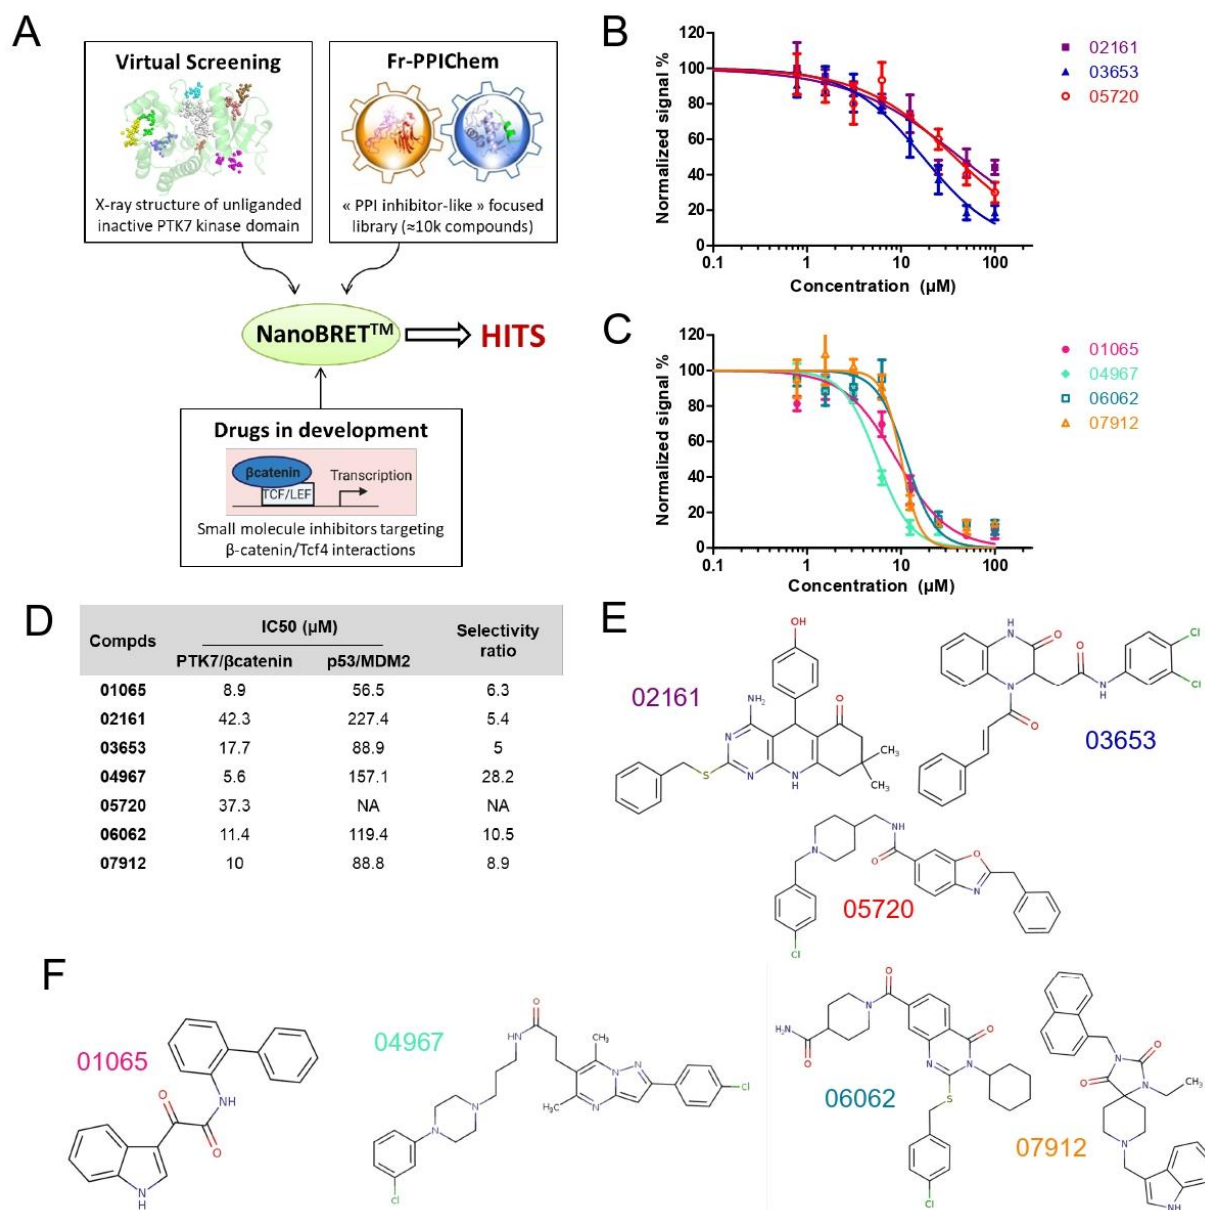 A
Virtual Screening
X-ray structure of unliganded
inactive PTK7 kinase domain
Fr-PPIChem
« PPI inhibitor-like » focused
library (≈10k compounds)
NanoBRET™
HITS
Drugs in development
βcatenin
TCF/LEF
Transcription
Small molecule inhibitors targeting
β-catenin/Tcf4 interactions
B
Normalized signal %
120
100
80
60
40
20
0
0.1 1 10 100
Concentration (µM)
02161
03653
05720
C
Normalized signal %
120
100
80
60
40
20
0
0.1 1 10 100
Concentration (µM)
01065
04967
06062
07912
D
Compds IC50 (µM) Selectivity ratio
PTK7/βcatenin p53/MDM2
01065 8.9 56.5 6.3
02161 42.3 227.4 5.4
03653 17.7 88.9 5
04967 5.6 157.1 28.2
05720 37.3 NA NA
06062 11.4 119.4 10.5
07912 10 88.8 8.9
E
02161
OH
NH₂
O
N
CH₃
S
N
N
H
CH₃
03653
H
N
O
O
Cl
N
N
H
Cl
O
05720
N
NH
O
O
N
Cl
F
01065
O
NH
O
N
H
04967
O
NH
CH₃
N
N
Cl
N
N
H₃C
N
Cl
06062
O
N
H₂N
O
O
N
N
S
Cl
07912
O
N
O
N
CH₃
N
N
H